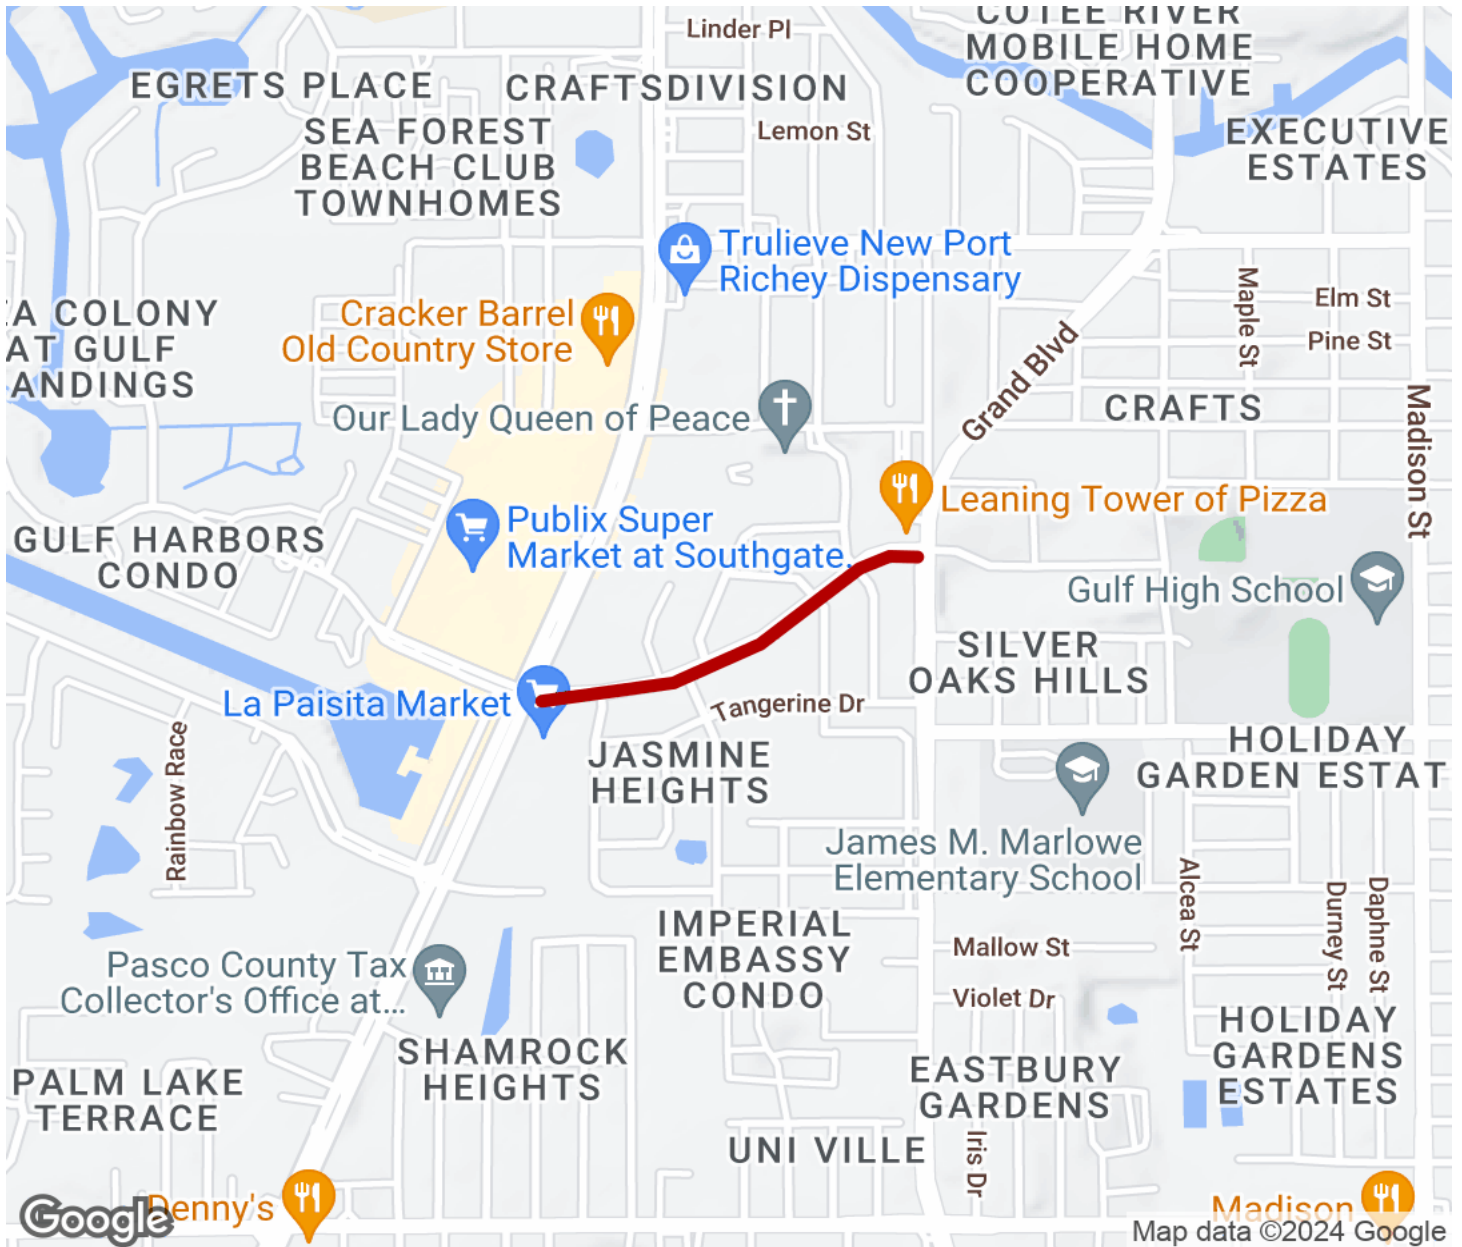 Linder Pl
COTEE RIVER
MOBILE HOME
COOPERATIVE
EGRETS PLACE
CRAFTSDIVISION
SEA FOREST
BEACH CLUB
TOWNHOMES
Lemon St
EXECUTIVE
ESTATES
Trulieve New Port
Richey Dispensary
Maple St
Elm St
Pine St
A COLONY
AT GULF
ANDINGS
Cracker Barrel
Old Country Store
Grand Blvd
CRAFTS
Madison St
Our Lady Queen of Peace
Leaning Tower of Pizza
Publix Super
Market at Southgate.
GULF HARBORS
CONDO
Gulf High School
SILVER
OAKS HILLS
La Paisita Market
Tangerine Dr
Rainbow Race
JASMINE
HEIGHTS
HOLIDAY
GARDEN ESTAT
James M. Marlowe
Elementary School
Alcea St
Durney St
Daphne St
IMPERIAL
EMBASSY
CONDO
Mallow St
Violet Dr
Pasco County Tax
Collector's Office at...
HOLIDAY
GARDENS
ESTATES
SHAMROCK
HEIGHTS
EASTBURY
GARDENS
PALM LAKE
TERRACE
UNI VILLE
Iris Dr
Denny's
Madison
Google
Map data ©2024 Google